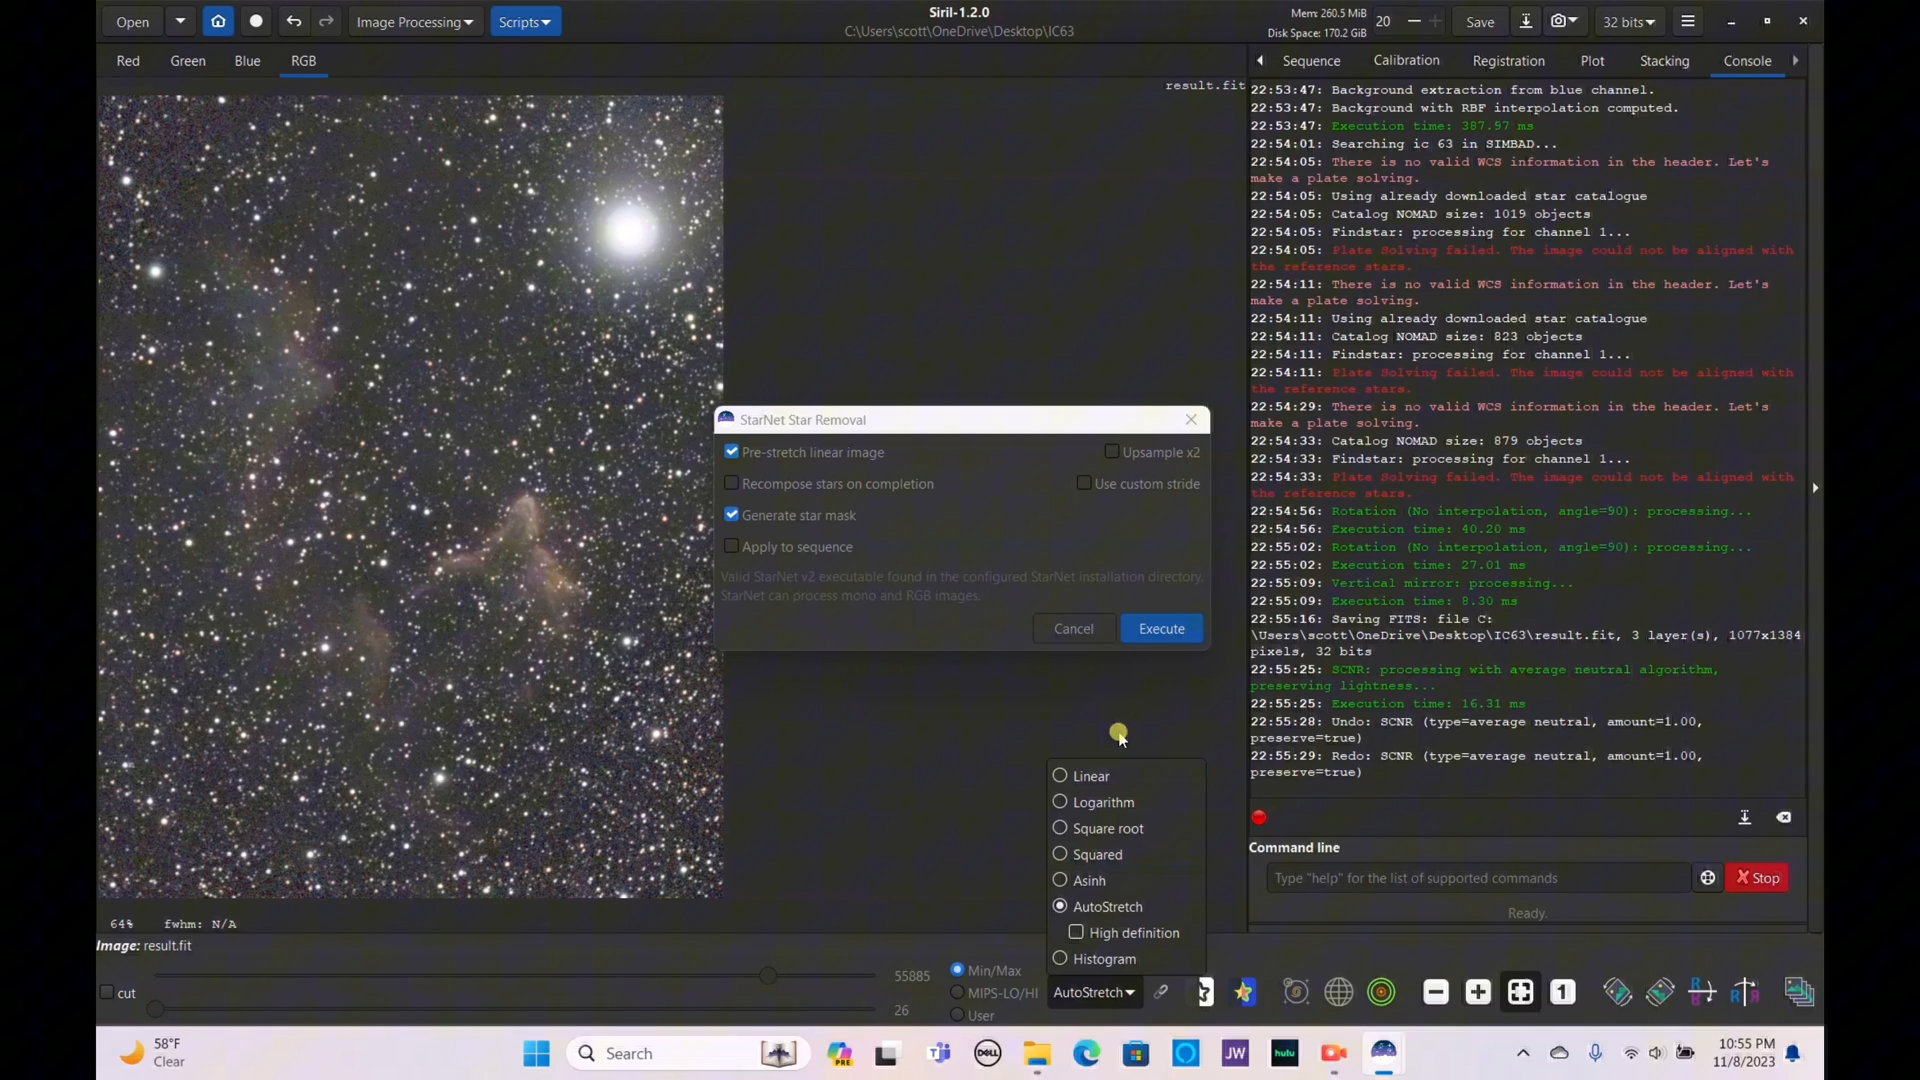 Open
Image Processing
Scripts
Siril-1.2.0
C:\Users\scott\OneDrive\Desktop\IC63
Mem: 260.5 MiB
Disk Space: 170.2 GiB
20
Save
32 bits
Red
Green
Blue
RGB
result.fit
Sequence
Calibration
Registration
Plot
Stacking
Console
22:53:47: Background extraction from blue channel.
22:53:47: Background with RBF interpolation computed.
22:53:47: Execution time: 387.97 ms
22:54:01: Searching ic 63 in SIMBAD...
22:54:05: There is no valid WCS information in the header. Let's
make a plate solving.
22:54:05: Using already downloaded star catalogue
22:54:05: Catalog NOMAD size: 1019 objects
22:54:05: Findstar: processing for channel 1...
22:54:05: Plate Solving failed. The image could not be aligned with
the reference stars.
22:54:11: There is no valid WCS information in the header. Let's
make a plate solving.
22:54:11: Using already downloaded star catalogue
22:54:11: Catalog NOMAD size: 823 objects
22:54:11: Findstar: processing for channel 1...
22:54:11: Plate Solving failed. The image could not be aligned with
the reference stars.
22:54:29: There is no valid WCS information in the header. Let's
make a plate solving.
22:54:33: Catalog NOMAD size: 879 objects
22:54:33: Findstar: processing for channel 1...
22:54:33: Plate Solving failed. The image could not be aligned with
the reference stars.
22:54:56: Rotation (No interpolation, angle=90): processing...
22:54:56: Execution time: 40.20 ms
22:55:02: Rotation (No interpolation, angle=90): processing...
22:55:02: Execution time: 27.01 ms
22:55:09: Vertical mirror: processing...
22:55:09: Execution time: 8.30 ms
22:55:16: Saving FITS: file C:
\Users\scott\OneDrive\Desktop\IC63\result.fit, 3 layer(s), 1077x1384
pixels, 32 bits
22:55:25: SCNR: processing with average neutral algorithm,
preserving lightness...
22:55:25: Execution time: 16.31 ms
22:55:28: Undo: SCNR (type=average neutral, amount=1.00,
preserve=true)
22:55:29: Redo: SCNR (type=average neutral, amount=1.00,
preserve=true)
StarNet Star Removal
Pre-stretch linear image
Upsample x2
Recompose stars on completion
Use custom stride
Generate star mask
Apply to sequence
Valid StarNet v2 executable found in the configured StarNet installation directory.
StarNet can process mono and RGB images.
Cancel
Execute
Linear
Logarithm
Square root
Squared
Asinh
AutoStretch
High definition
Histogram
Command line
Type "help" for the list of supported commands
Stop
Ready.
64%
fwhm: N/A
Image: result.fit
cut
55885
26
Min/Max
MIPS-LO/HI
User
AutoStretch
1
58°F
Clear
Search
PRE
DELL
JW
hulu
10:55 PM
11/8/2023